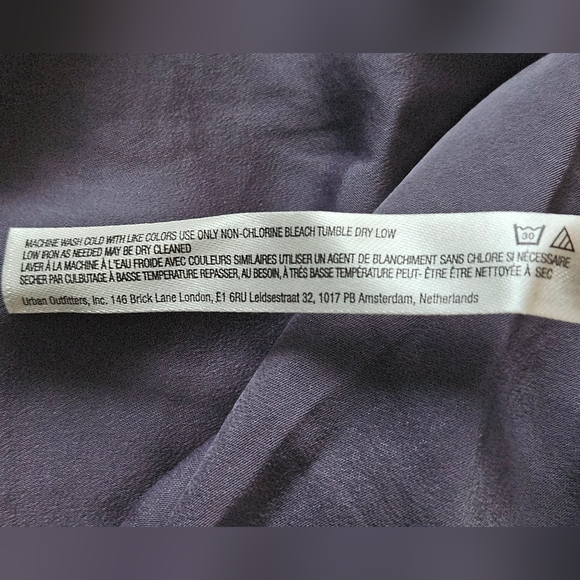 MACHINE WASH COLD WITH LIKE COLORS USE ONLY NON-CHLORINE BLEACH TUMBLE DRY LOW
LOW IRON AS NEEDED MAY BE DRY CLEANED
LAVER À LA MACHINE À L'EAU FROIDE AVEC COULEURS SIMILAIRES UTILISER UN AGENT DE BLANCHIMENT SANS CHLORE SI NÉCESSAIRE
SECHER PAR CULBUTAGE À BASSE TEMPÉRATURE REPASSER, AU BESOIN, À TRÉS BASSE TEMPÉRATURE PEUT- ÊTRE ÊTRE NETTOYÉE À SEC
Urban Outfitters, Inc. 146 Brick Lane London, E1 6RU Leidsestraat 32, 1017 PB Amsterdam, Netherlands
30